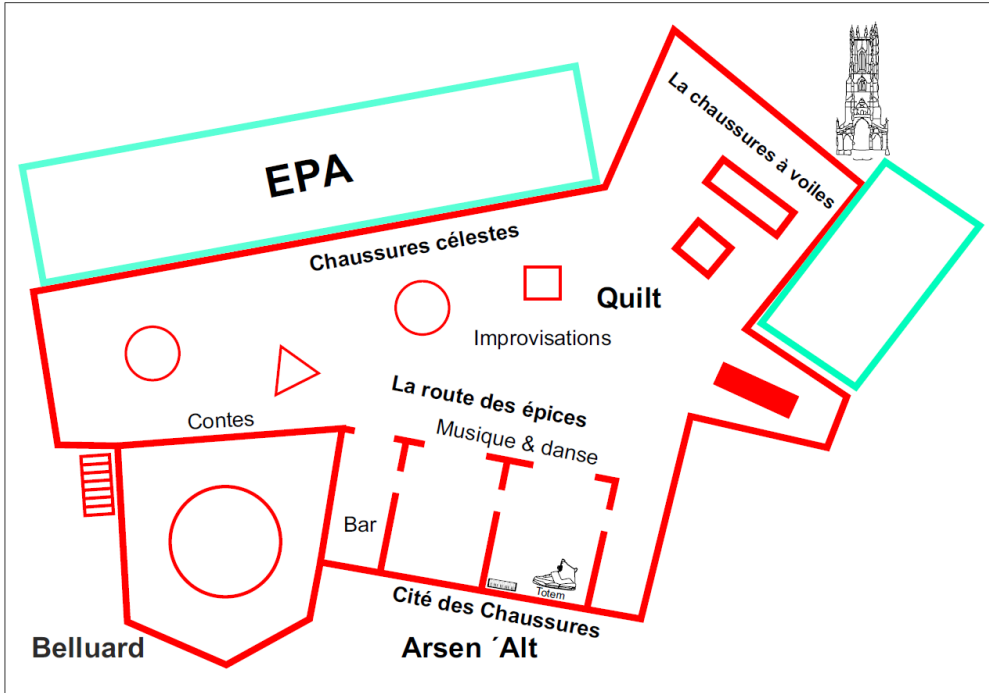 La chaussures à voiles
EPA
Chaussures célestes
Quilt
Improvisations
La route des épices
Contes
Musique & danse
Bar
Totem
Cité des Chaussures
Belluard
Arsen ´Alt